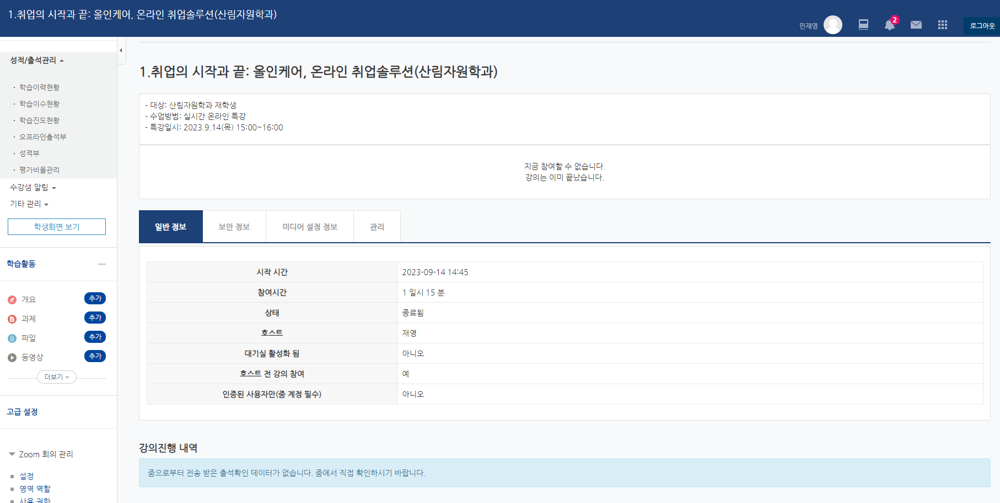 1.취업의 시작과 끝: 올인케어, 온라인 취업솔루션(산림자원학과)
민재영
2
로그아웃
성적/출석관리
학습이력현황
학습이수현황
학습진도현황
오프라인출석부
성적부
평가비율관리
수강생 알림
기타 관리
학생화면 보기
학습활동
개요 추가
과제 추가
파일 추가
동영상 추가
더보기
고급 설정
Zoom 회의 관리
설정
영역 역할
사용 권한
1.취업의 시작과 끝: 올인케어, 온라인 취업솔루션(산림자원학과)
- 대상: 산림자원학과 재학생
- 수업방법: 실시간 온라인 특강
- 특강일시: 2023.9.14(목) 15:00~16:00
지금 참여할 수 없습니다.
강의는 이미 끝났습니다.
일반 정보 보안 정보 미디어 설정 정보 관리
시작 시간 2023-09-14 14:45
참여시간 1 일시 15 분
상태 종료됨
호스트 재영
대기실 활성화 됨 아니오
호스트 전 강의 참여 예
인증된 사용자만(줌 계정 필수) 아니오
강의진행 내역
줌으로부터 전송 받은 출석확인 데이터가 없습니다. 줌에서 직접 확인하시기 바랍니다.